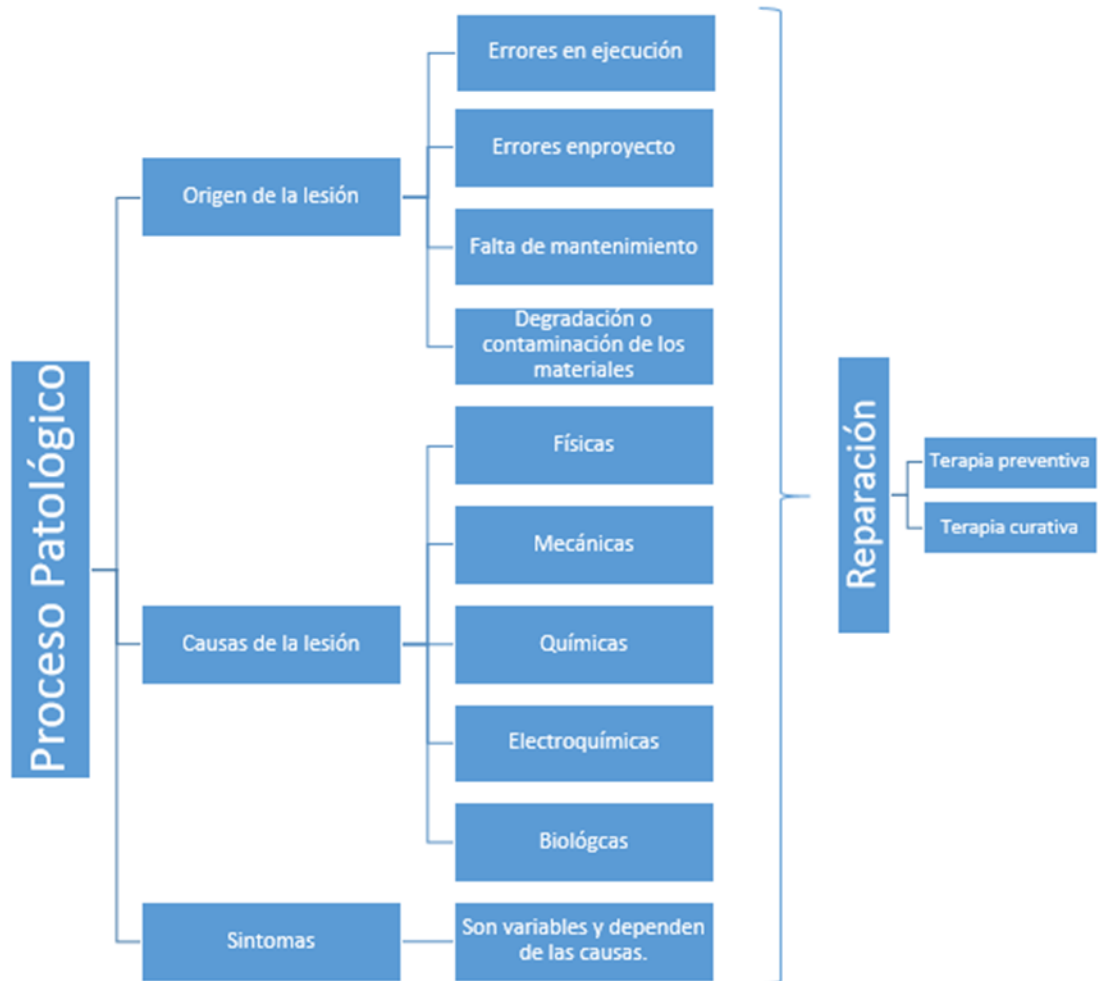 Proceso Patológico
Origen de la lesión
Errores en ejecución
Errores enproyecto
Falta de mantenimiento
Degradación o
contaminación de los
materiales
Causas de la lesión
Físicas
Mecánicas
Químicas
Electroquímicas
Biológcas
Sintomas
Son variables y dependen
de las causas.
Reparación
Terapia preventiva
Terapia curativa